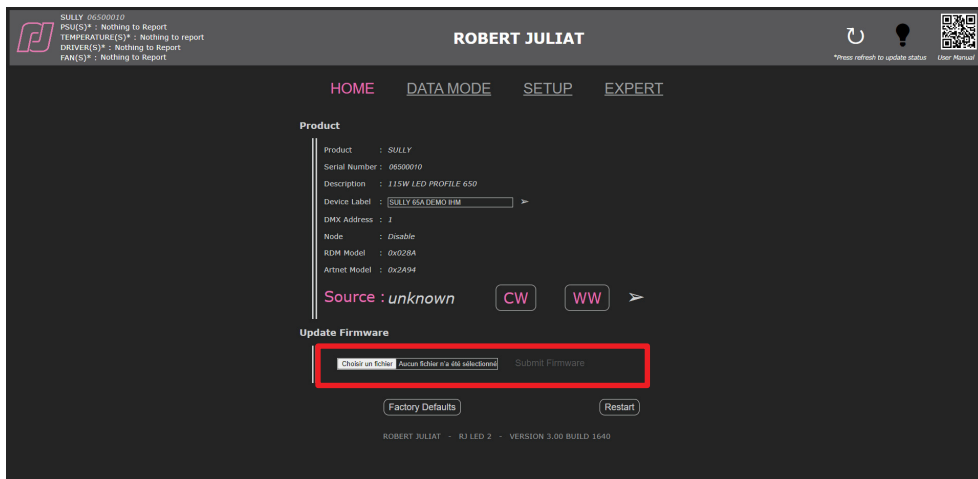 SULLY 06500010
PSU(S)* : Nothing to Report
TEMPERATURE(S)* : Nothing to report
DRIVER(S)* : Nothing to Report
FAN(S)* : Nothing to Report
ROBERT JULIAT
*Press refresh to update status
User Manual
HOME DATA MODE SETUP EXPERT
Product
Product : SULLY
Serial Number : 06500010
Description : 115W LED PROFILE 650
Device Label : SULLY 65A DEMO IHM ➢
DMX Address : 1
Node : Disable
RDM Model : 0x028A
Artnet Model : 0x2A94
Source : unknown CW WW ➢
Update Firmware
Choisir un fichier Aucun fichier n'a été sélectionné Submit Firmware
Factory Defaults Restart
ROBERT JULIAT - RJ LED 2 - VERSION 3.00 BUILD 1640